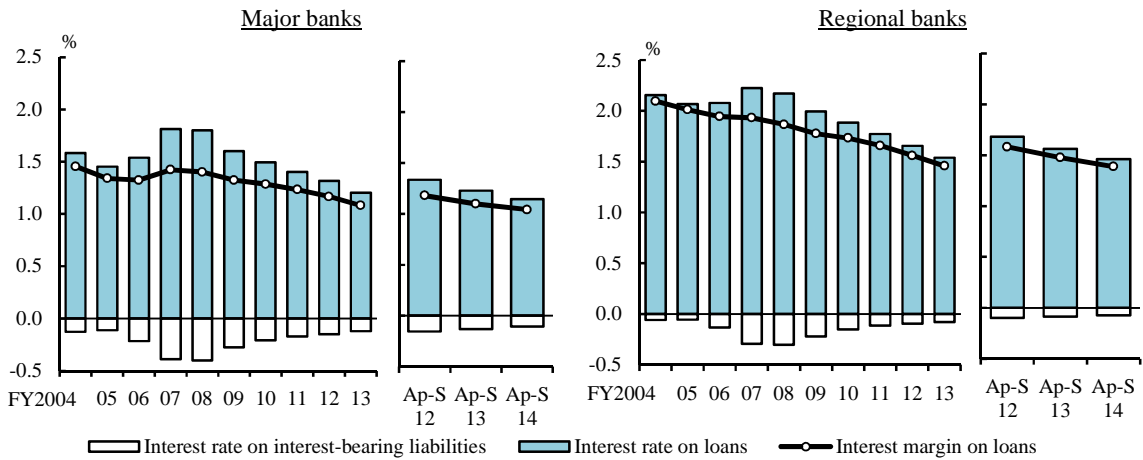 Major banks
%
2.5
2.0
1.5
1.0
0.5
0.0
-0.5
FY2004 05 06 07 08 09 10 11 12 13
Ap-S Ap-S Ap-S
12 13 14
Regional banks
%
2.5
2.0
1.5
1.0
0.5
0.0
-0.5
FY2004 05 06 07 08 09 10 11 12 13
Ap-S Ap-S Ap-S
12 13 14
Interest rate on interest-bearing liabilities Interest rate on loans Interest margin on loans